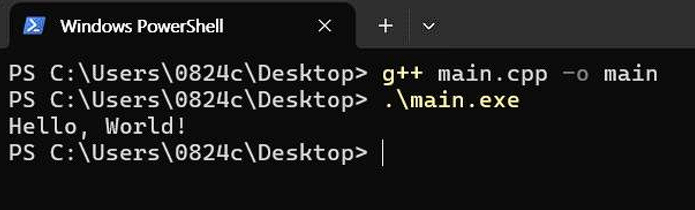 Windows PowerShell
PS C:\Users\0824c\Desktop> g++ main.cpp -o main
PS C:\Users\0824c\Desktop> .\main.exe
Hello, World!
PS C:\Users\0824c\Desktop>